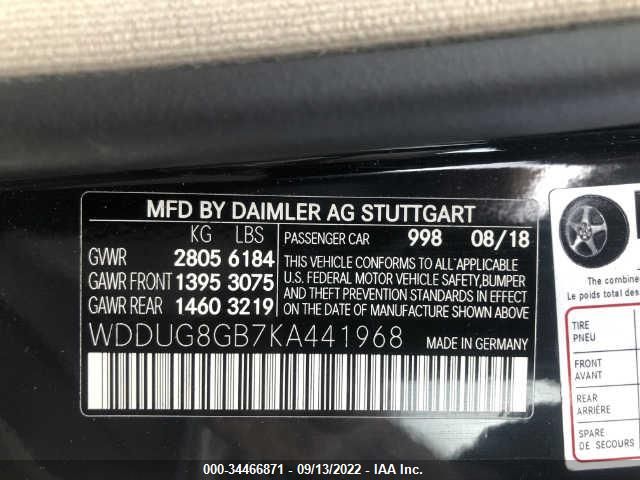 MFD BY DAIMLER AG STUTTGART
KG LBS
GVWR 2805 6184
GAWR FRONT 1395 3075
GAWR REAR 1460 3219
PASSENGER CAR 998 08/18
THIS VEHICLE CONFORMS TO ALL APPLICABLE
U.S. FEDERAL MOTOR VEHICLE SAFETY, BUMPER
AND THEFT PREVENTION STANDARDS IN EFFECT
ON THE DATE OF MANUFACTURE SHOWN ABOVE
WDDUG8GB7KA441968
MADE IN GERMANY
The combined
Le poids total des
TIRE
PNEU
FRONT
AVANT
REAR
ARRIÈRE
SPARE
DE SECOURS
000-34466871 - 09/13/2022 - IAA Inc.